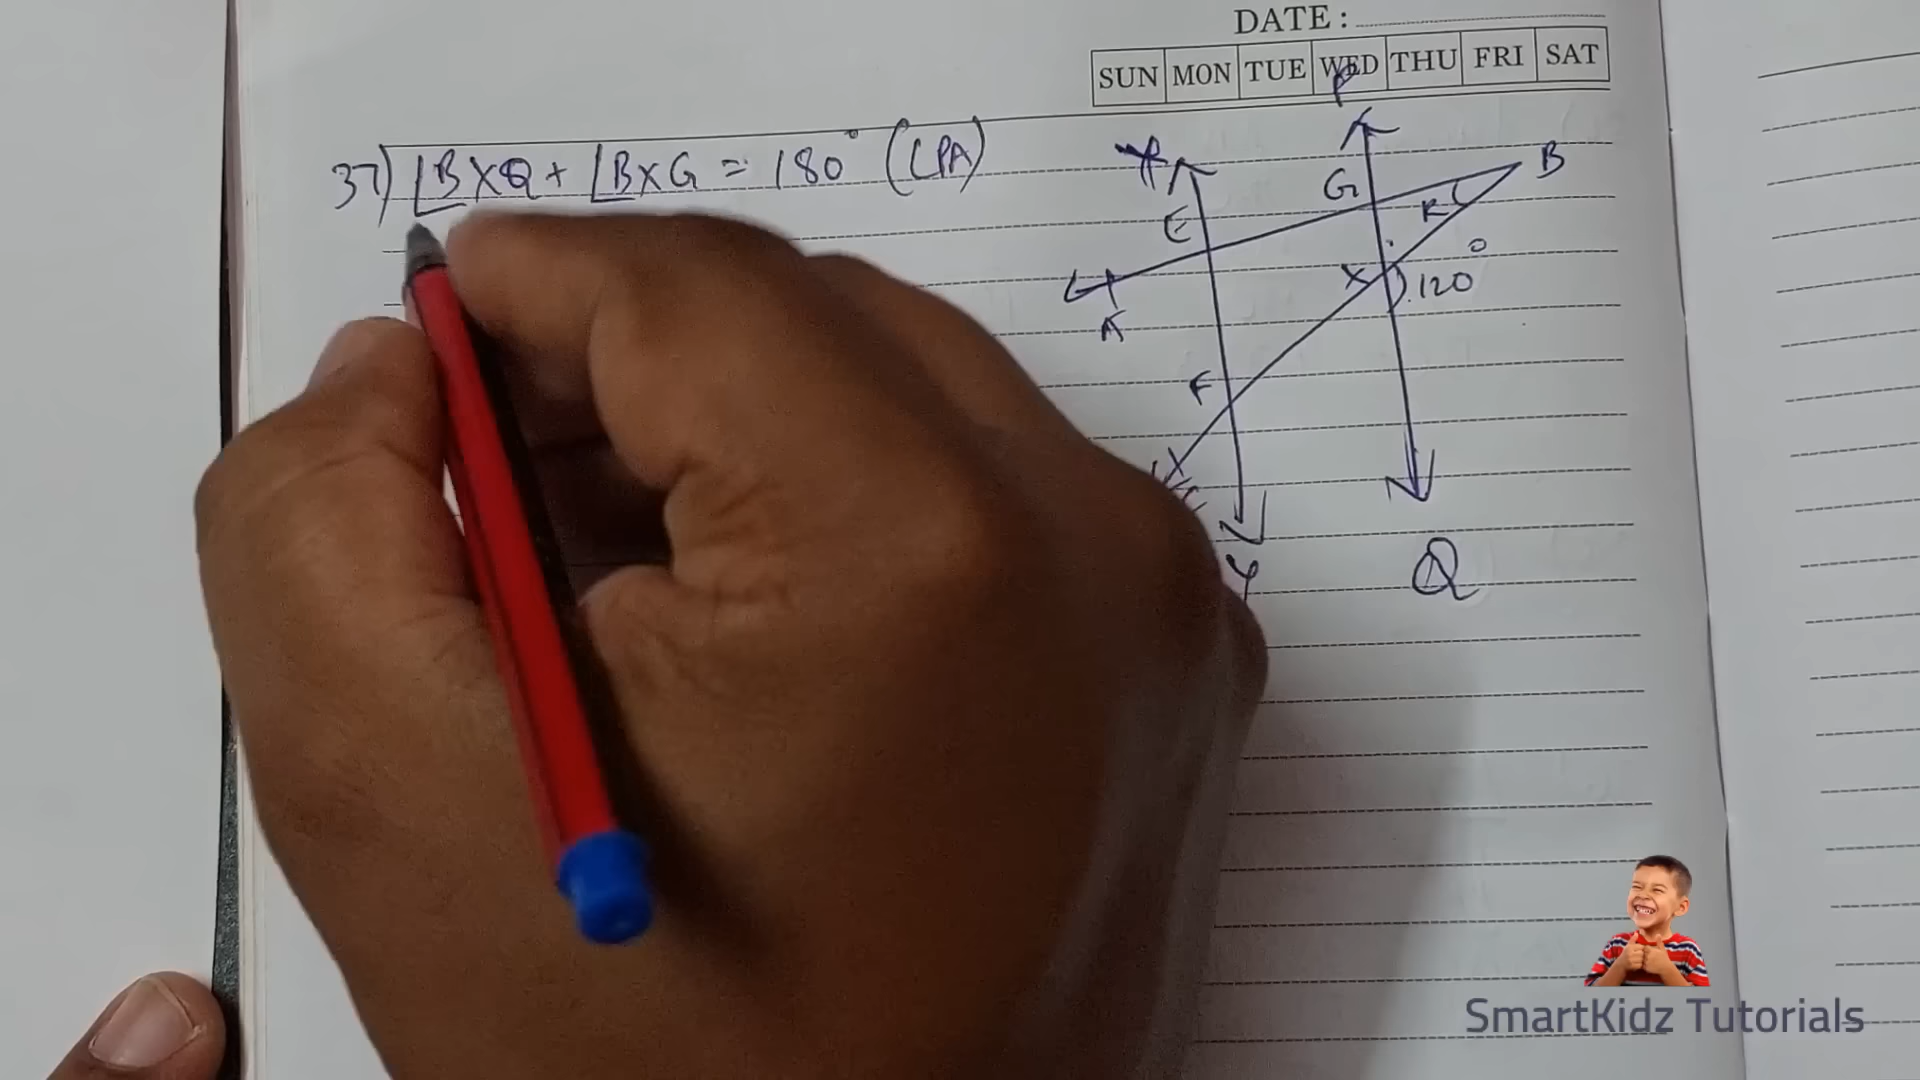 DATE :
SUN MON TUE WED THU FRI SAT
37) ∠BXQ + ∠BXG = 180° (LPA)
P
B
G
E
X
120°
A
F
Y
Q
SmartKidz Tutorials